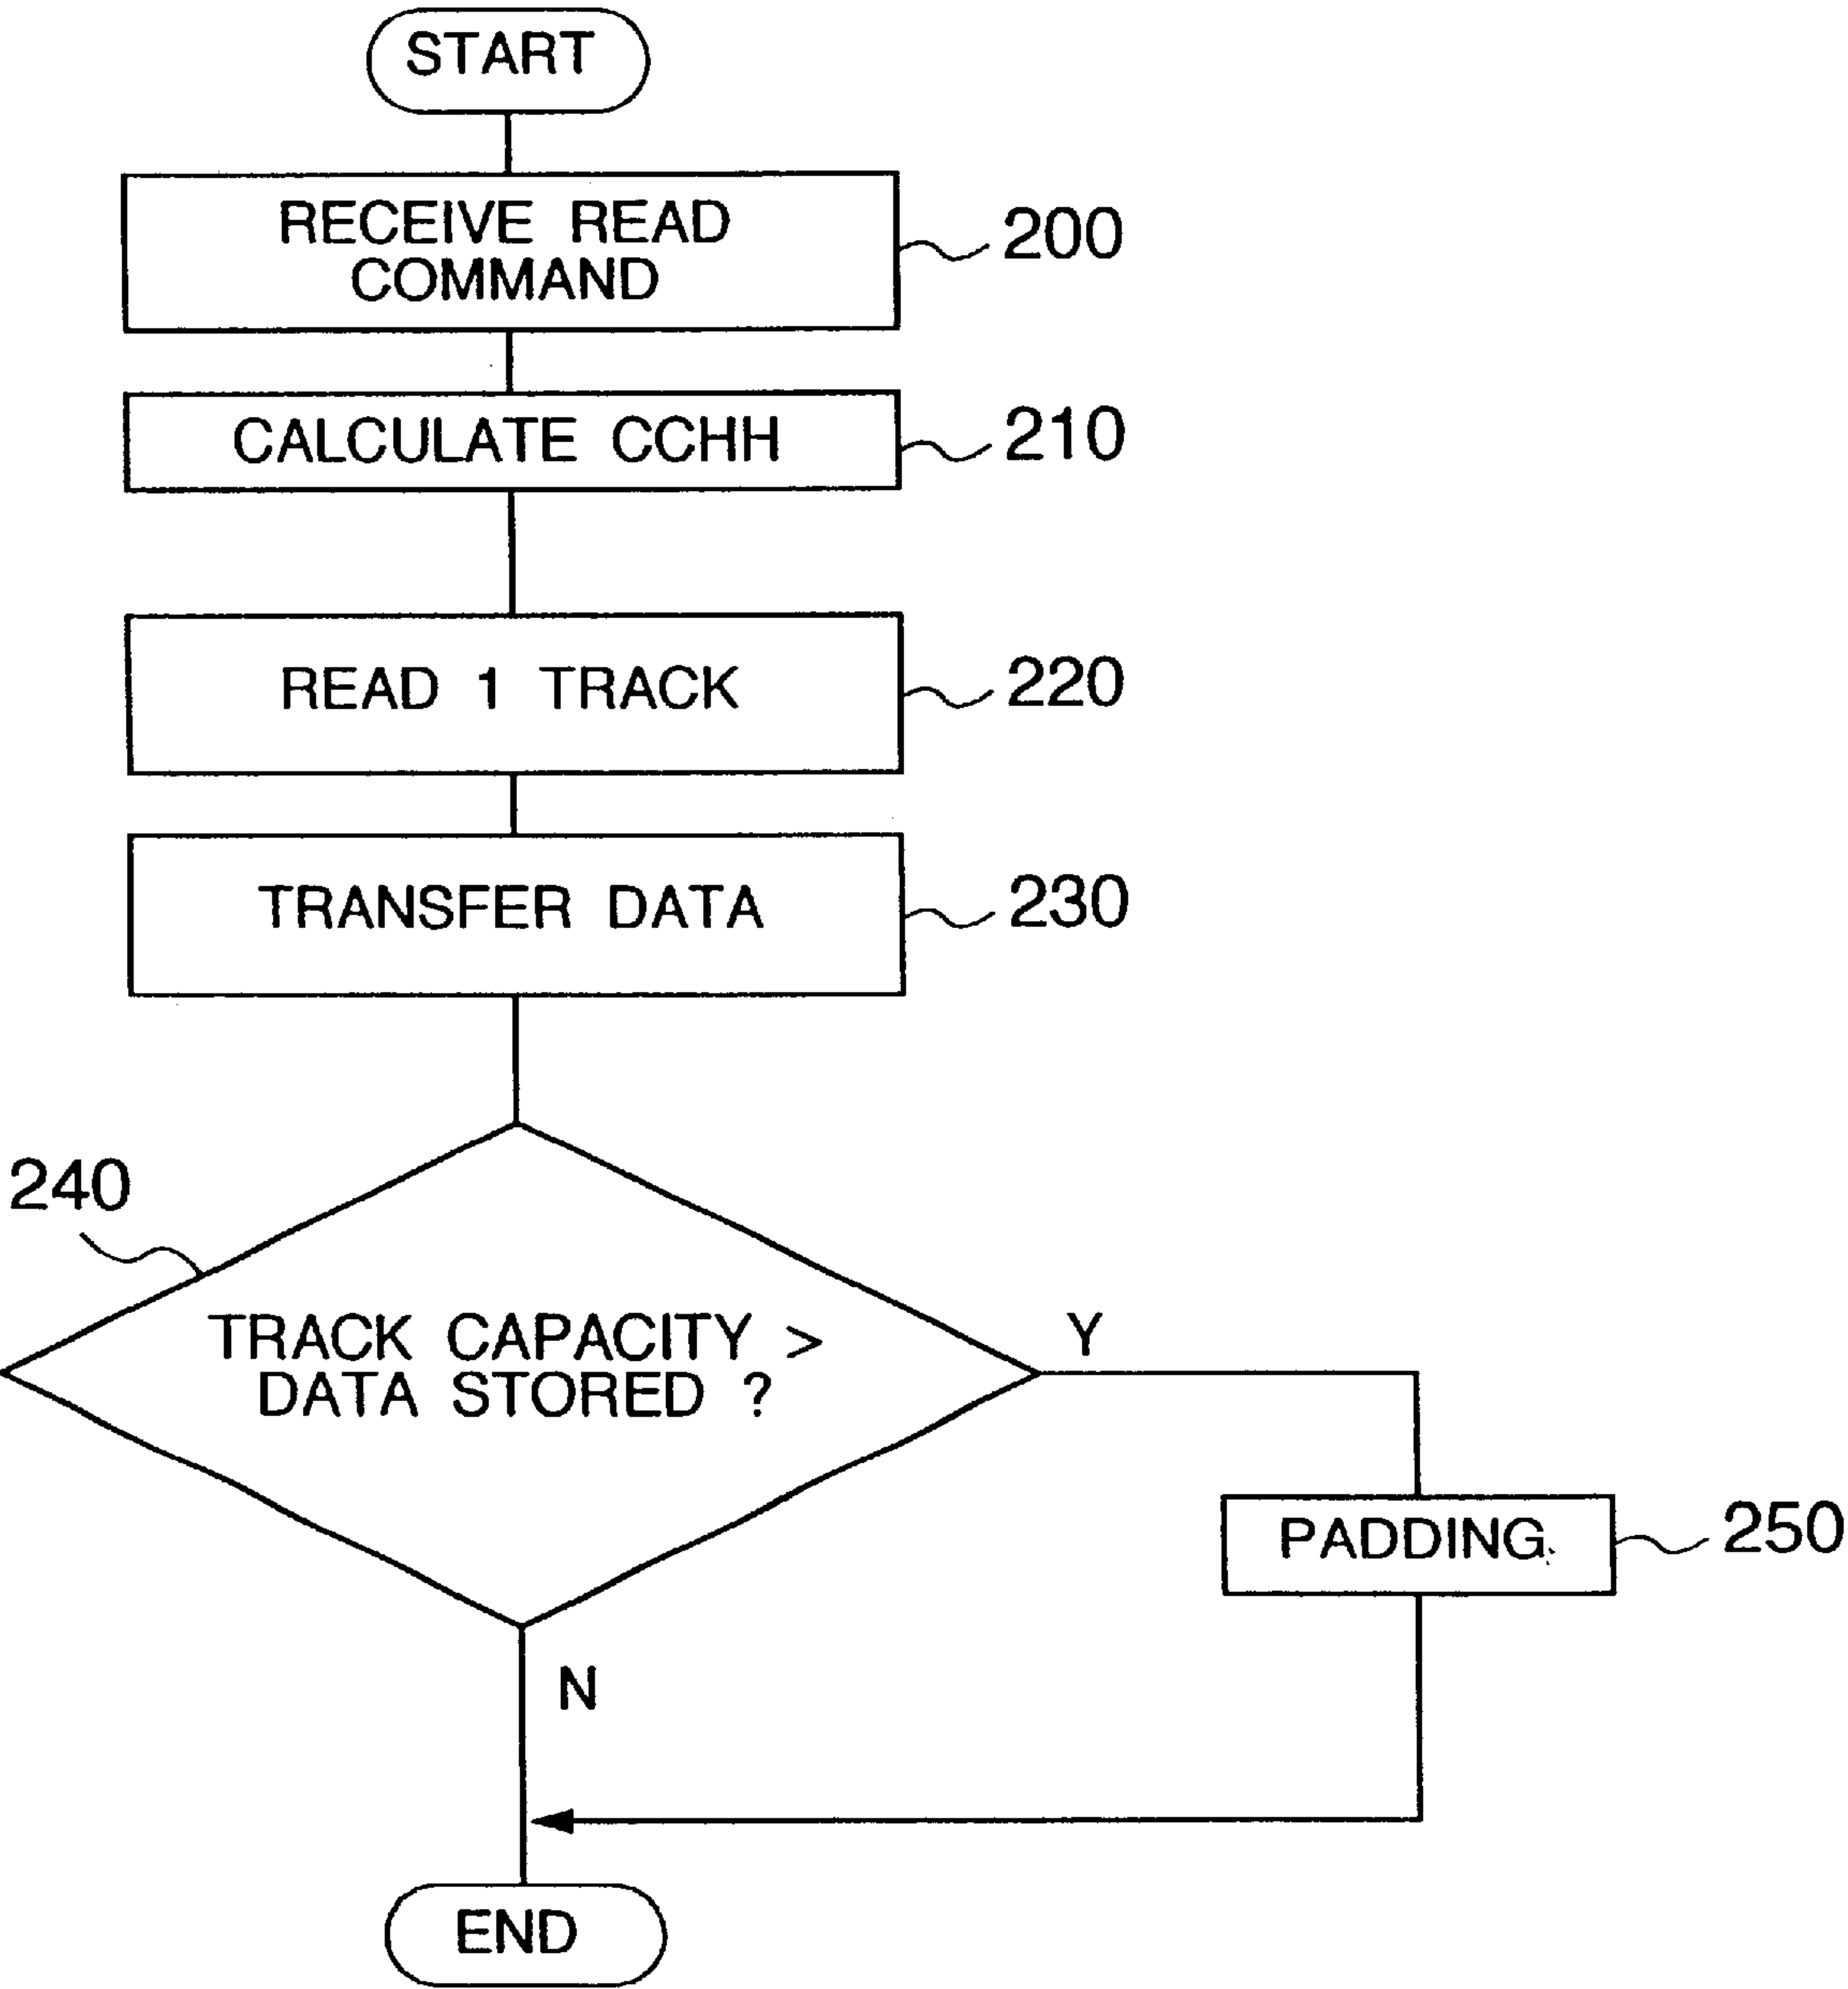 START
RECEIVE READ
COMMAND
200
CALCULATE CCHH
210
READ 1 TRACK
220
TRANSFER DATA
230
240
TRACK CAPACITY >
DATA STORED ?
Y
PADDING
250
N
END